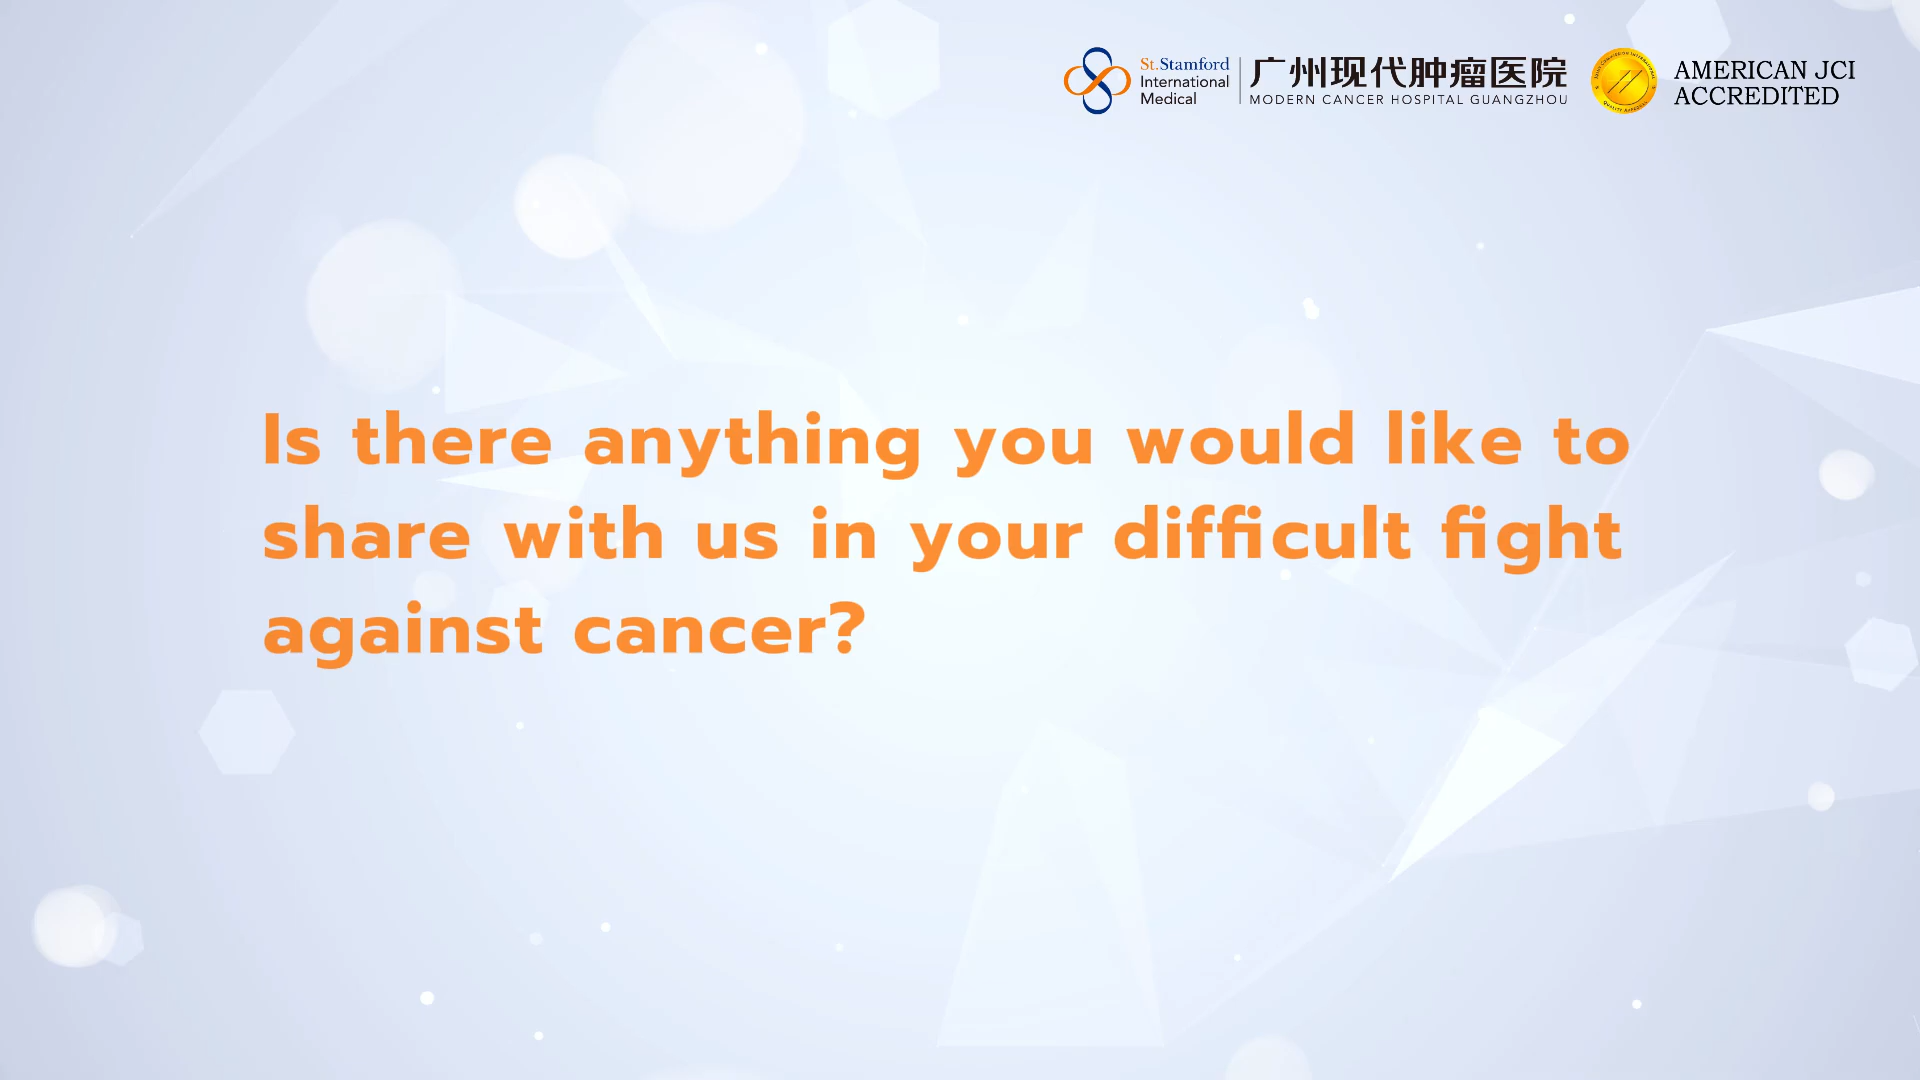 St.Stamford
International
Medical
广州现代肿瘤医院
MODERN CANCER HOSPITAL GUANGZHOU
AMERICAN JCI
ACCREDITED
Is there anything you would like to
share with us in your difficult fight
against cancer?